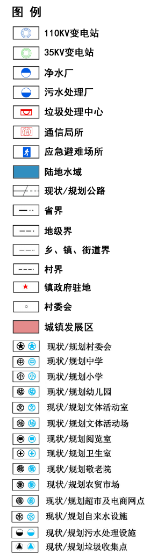 图 例
110KV变电站
35KV变电站
净水厂
污水处理厂
垃圾处理中心
通信局所
应急避难场所
陆地水域
现状/规划公路
省界
地级界
乡、镇、街道界
村界
镇政府驻地
村委会
城镇发展区
现状/规划村委会
现状/规划中学
现状/规划小学
现状/规划幼儿园
现状/规划文体活动室
现状/规划文体活动场
现状/规划阅览室
现状/规划卫生室
现状/规划敬老院
现状/规划农贸市场
现状/规划超市及电商网点
现状/规划自来水设施
现状/规划污水处理设施
现状/规划垃圾收集点